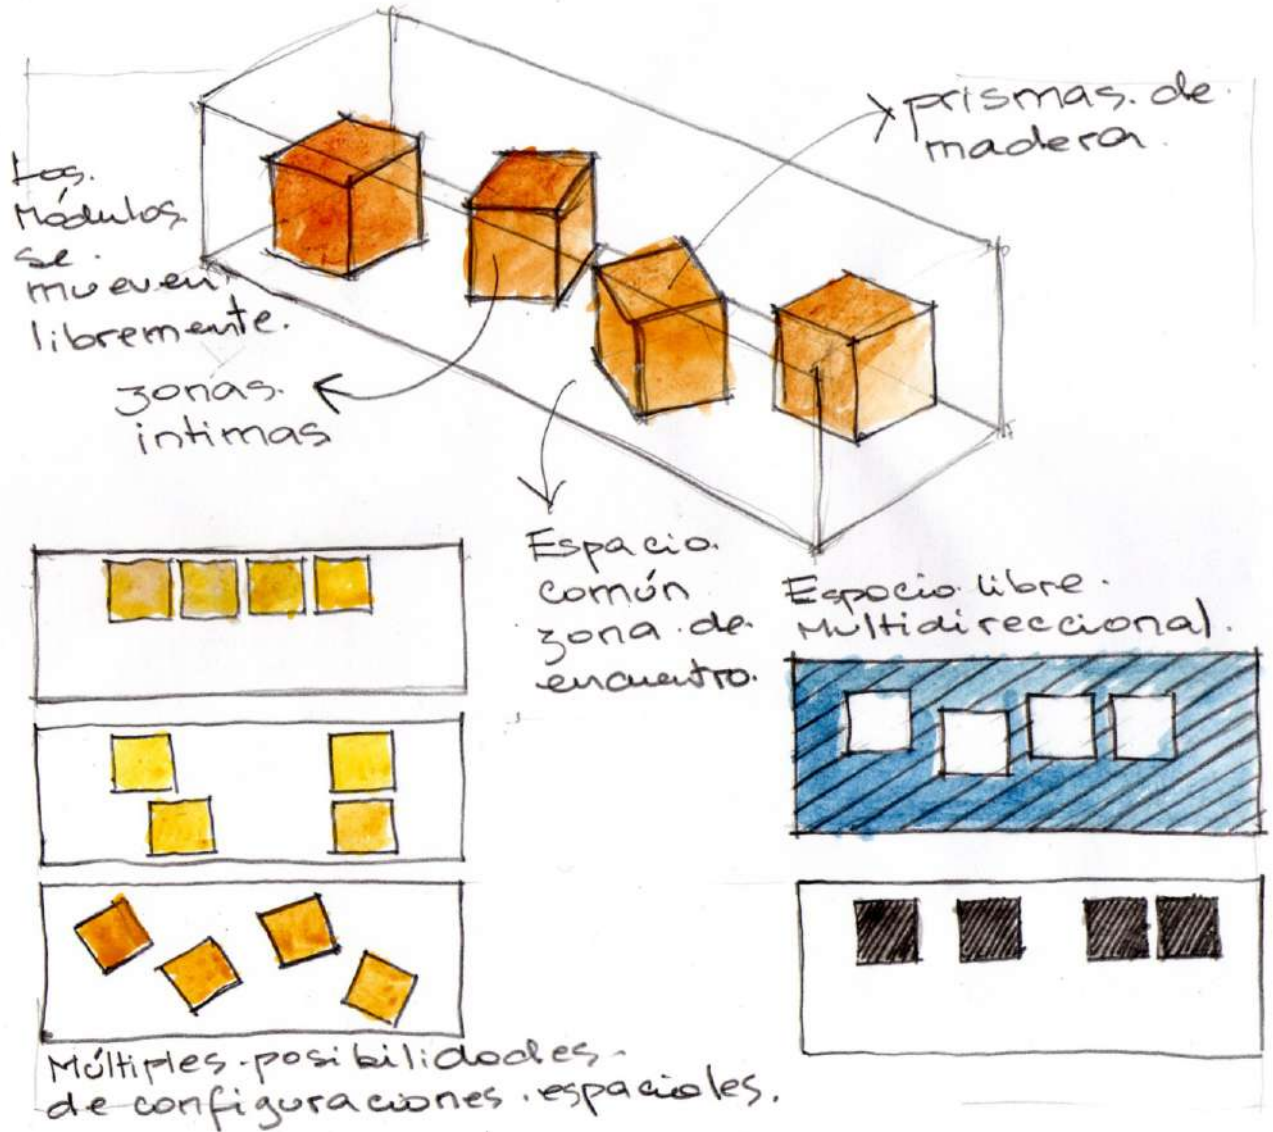 prismas. de.
madera.
Los.
Módulos.
se.
mueven
libremente.
zonas.
intimas
Espacio.
común
zona. de.
encuentro.
Espacio. libre.
Multidireccional.
Múltiples. posibilidades.
de configuraciones. espaciales.